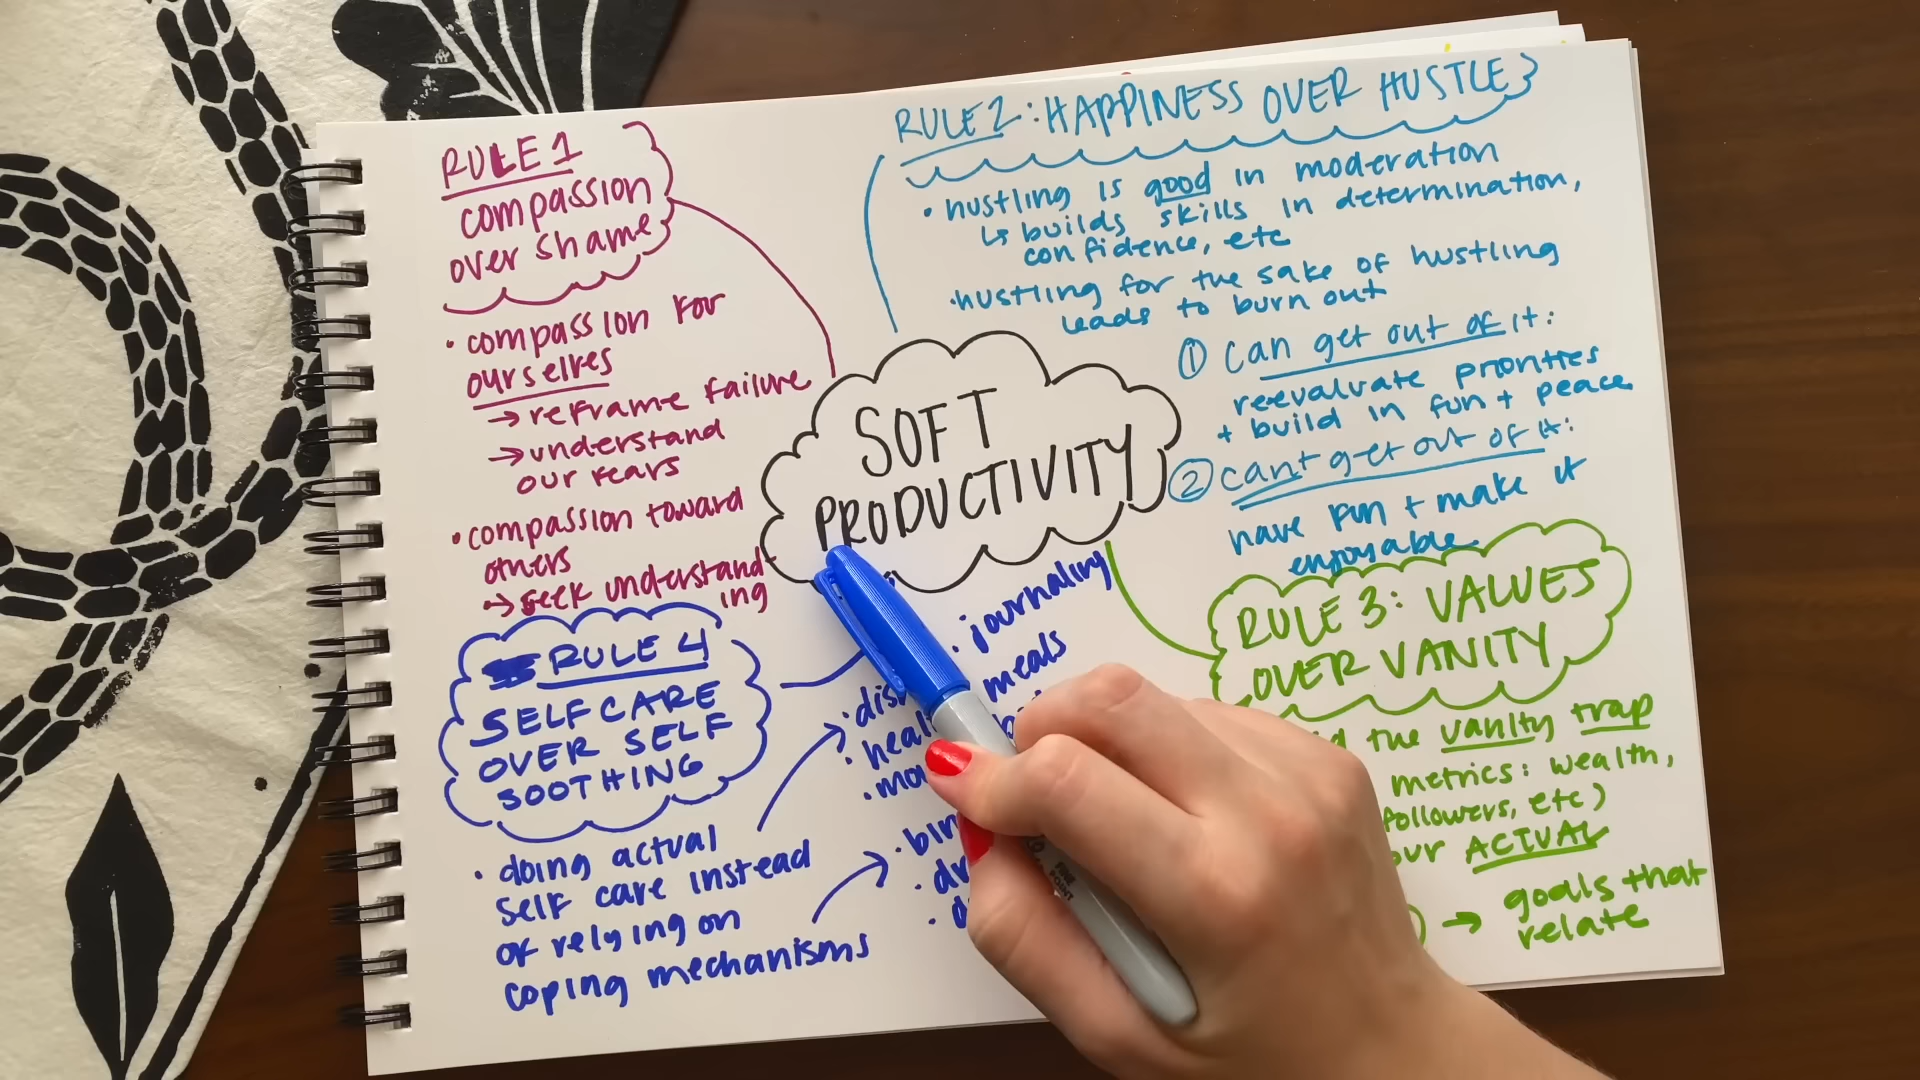 RULE 1
compassion
over shame
• compassion for
ourselves
→ reframe failure
→ understand
our fears
• compassion toward
others
→ seek understand-
ing
RULE 2: HAPPINESS OVER HUSTLE
• hustling is good in moderation
↳ builds skills in determination,
confidence, etc
• hustling for the sake of hustling
leads to burn out
① can get out of it:
reevaluate priorities
+ build in fun + peace
② can't get out of it:
have fun + make it
enjoyable
SOFT
PRODUCTIVITY
RULE 3: VALUES
OVER VANITY
the vanity trap
metrics: wealth,
followers, etc)
ACTUAL
→ goals that
relate
RULE 4
SELF CARE
OVER SELF
SOOTHING
• doing actual
self care instead
of relying on
coping mechanisms
• journaling
meals
FINE
POINT